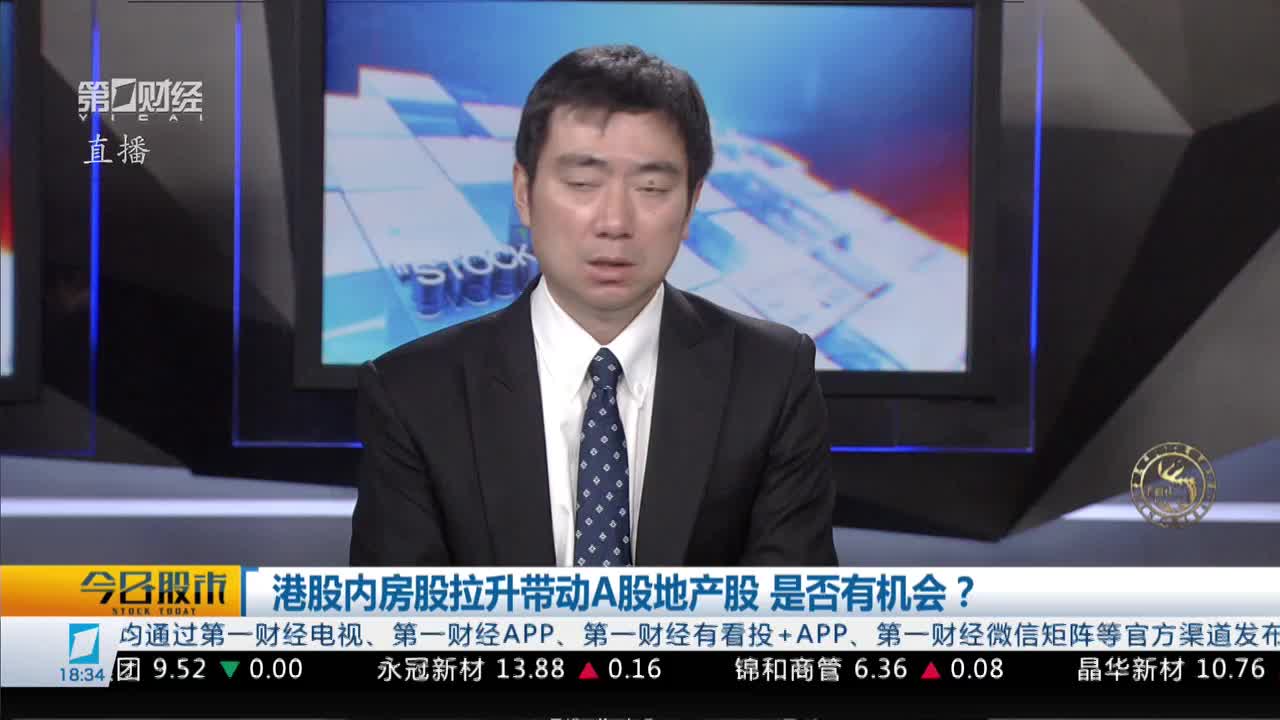 第一财经
YICAI
直播
"STOCK
今日股市
STOCK TODAY
港股内房股拉升带动A股地产股 是否有机会？
均通过第一财经电视、第一财经APP、第一财经有看投+APP、第一财经微信矩阵等官方渠道发布
18:34
团 9.52 ▼ 0.00 永冠新材 13.88 ▲ 0.16 锦和商管 6.36 ▲ 0.08 晶华新材 10.76